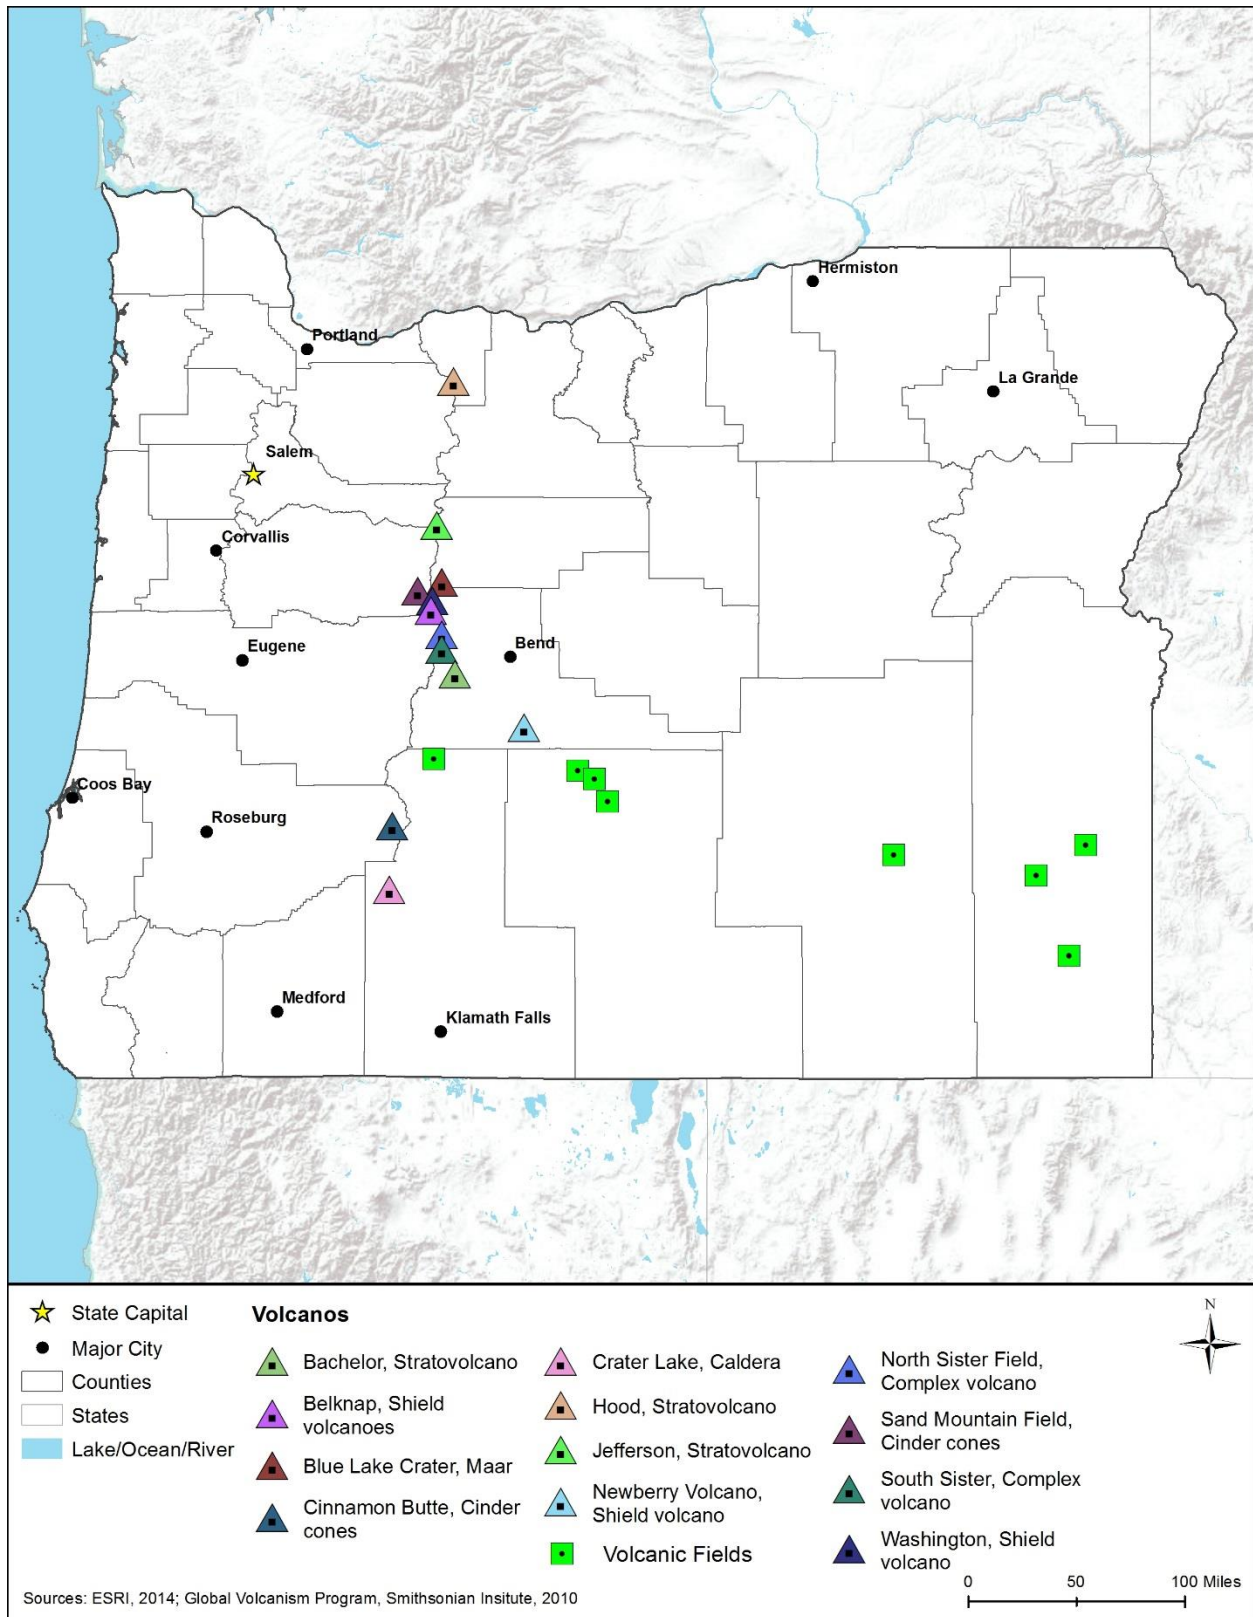 Hermiston
Portland
La Grande
Salem
Corvallis
Eugene
Bend
Coos Bay
Roseburg
Medford
Klamath Falls
State Capital
Major City
Counties
States
Lake/Ocean/River
Volcanos
Bachelor, Stratovolcano
Belknap, Shield
volcanoes
Blue Lake Crater, Maar
Cinnamon Butte, Cinder
cones
Crater Lake, Caldera
Hood, Stratovolcano
Jefferson, Stratovolcano
Newberry Volcano,
Shield volcano
Volcanic Fields
North Sister Field,
Complex volcano
Sand Mountain Field,
Cinder cones
South Sister, Complex
volcano
Washington, Shield
volcano
N
0 50 100 Miles
Sources: ESRI, 2014; Global Volcanism Program, Smithsonian Insitute, 2010